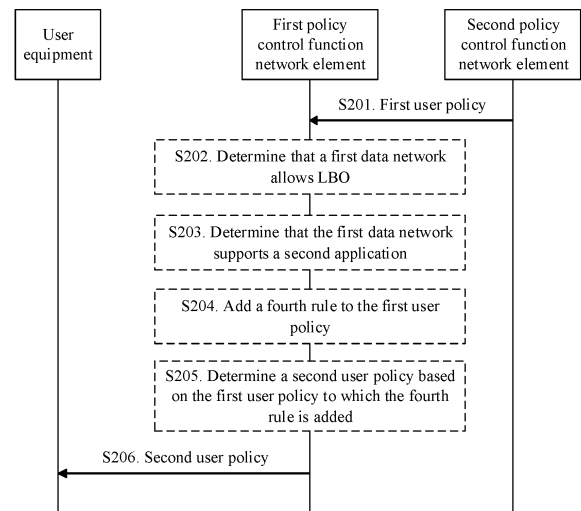 User
equipment
First policy
control function
network element
Second policy
control function
network element
S201. First user policy
S202. Determine that a first data network
allows LBO
S203. Determine that the first data network
supports a second application
S204. Add a fourth rule to the first user
policy
S205. Determine a second user policy based
on the first user policy to which the fourth
rule is added
S206. Second user policy